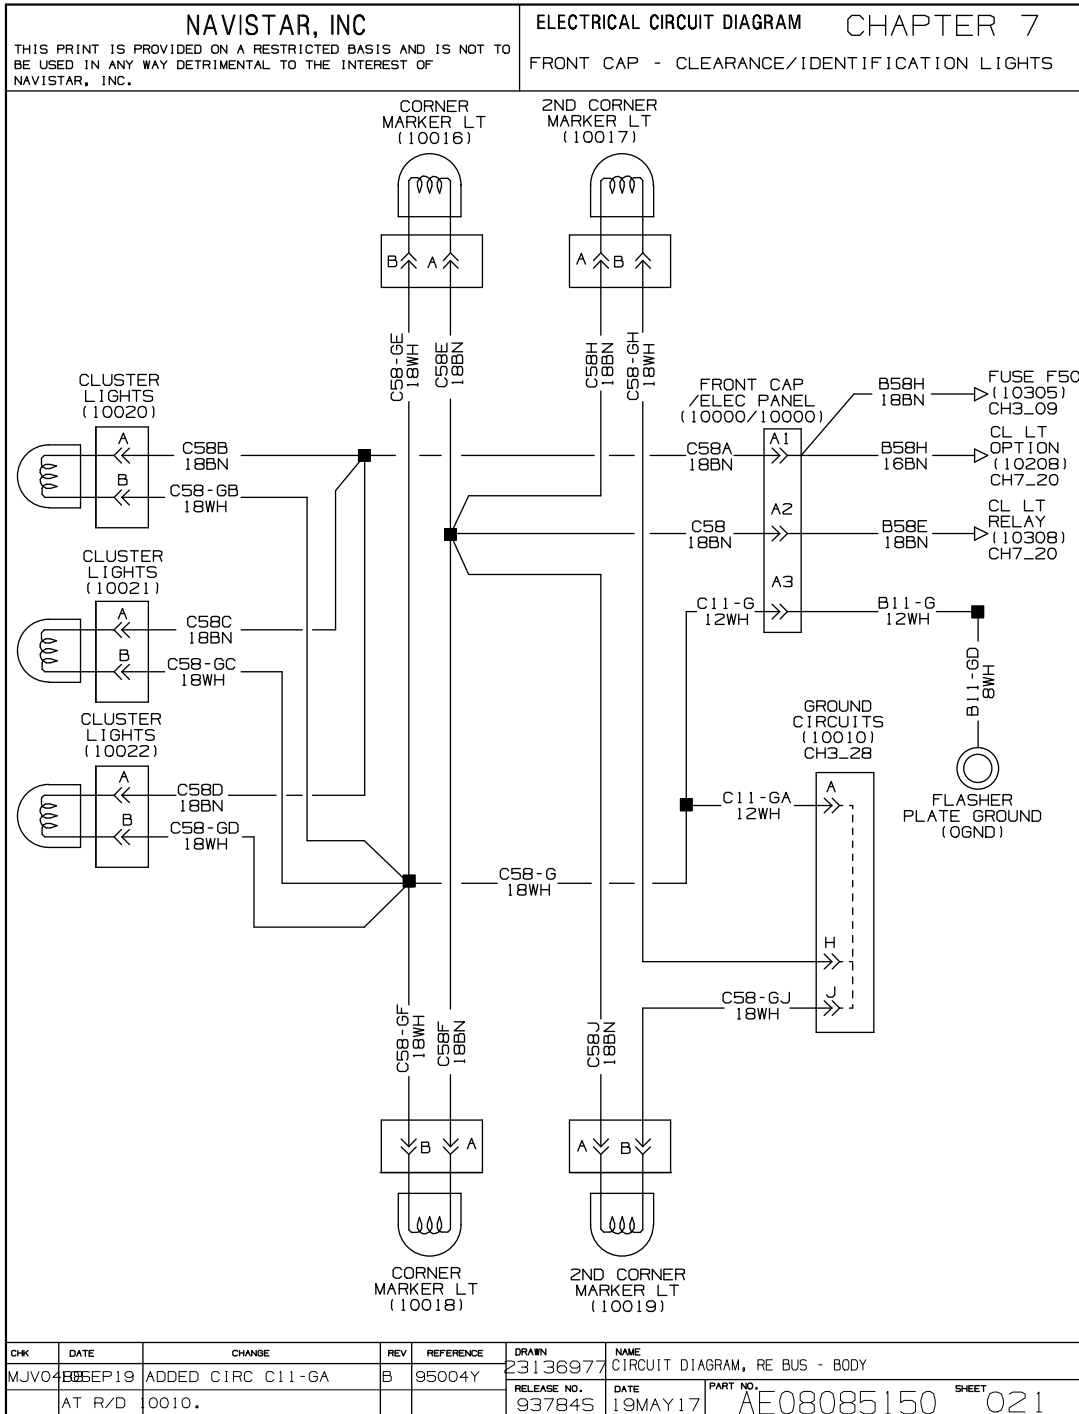 NAVISTAR, INC
THIS PRINT IS PROVIDED ON A RESTRICTED BASIS AND IS NOT TO
BE USED IN ANY WAY DETRIMENTAL TO THE INTEREST OF
NAVISTAR, INC.
ELECTRICAL CIRCUIT DIAGRAM CHAPTER 7
FRONT CAP - CLEARANCE/IDENTIFICATION LIGHTS
CORNER
MARKER LT
(10016)
2ND CORNER
MARKER LT
(10017)
B A
A B
C58-GE
18WH
C58E
18BN
C58H
18BN
C58-GH
18WH
CLUSTER
LIGHTS
(10020)
A
C58B
18BN
B
C58-GB
18WH
CLUSTER
LIGHTS
(10021)
A
C58C
18BN
B
C58-GC
18WH
CLUSTER
LIGHTS
(10022)
A
C58D
18BN
B
C58-GD
18WH
FRONT CAP
/ELEC PANEL
(10000/10000)
C58A
18BN
A1
B58H
18BN
FUSE F50
(10305)
CH3_09
B58H
16BN
CL LT
OPTION
(10208)
CH7_20
C58
18BN
A2
B58E
18BN
CL LT
RELAY
(10308)
CH7_20
C11-G
12WH
A3
B11-G
12WH
B11-GD
8WH
FLASHER
PLATE GROUND
(0GND)
GROUND
CIRCUITS
(10010)
CH3_28
C11-GA
12WH
A
C58-G
18WH
H
C58-GJ
18WH
J
C58-GF
18WH
C58F
18BN
C58J
18BN
B A
A B
CORNER
MARKER LT
(10018)
2ND CORNER
MARKER LT
(10019)
CHK DATE CHANGE REV REFERENCE DRAWN NAME
05SEP19 ADDED CIRC C11-GA B 95004Y 23136977 CIRCUIT DIAGRAM, RE BUS - BODY
AT R/D 10010.
RELEASE NO. DATE PART NO. SHEET
93784S 19MAY17 AE08085150 021